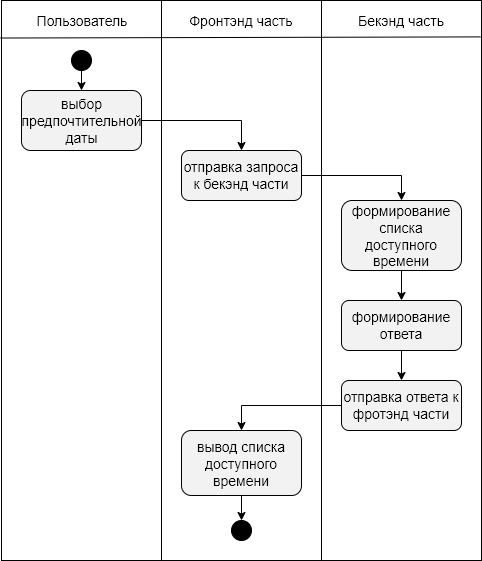 Пользователь
Фронтэнд часть
Бекэнд часть
выбор
предпочтительной
даты
отправка запроса
к бекэнд части
формирование
списка
доступного
времени
формирование
ответа
отправка ответа к
фротэнд части
вывод списка
доступного
времени